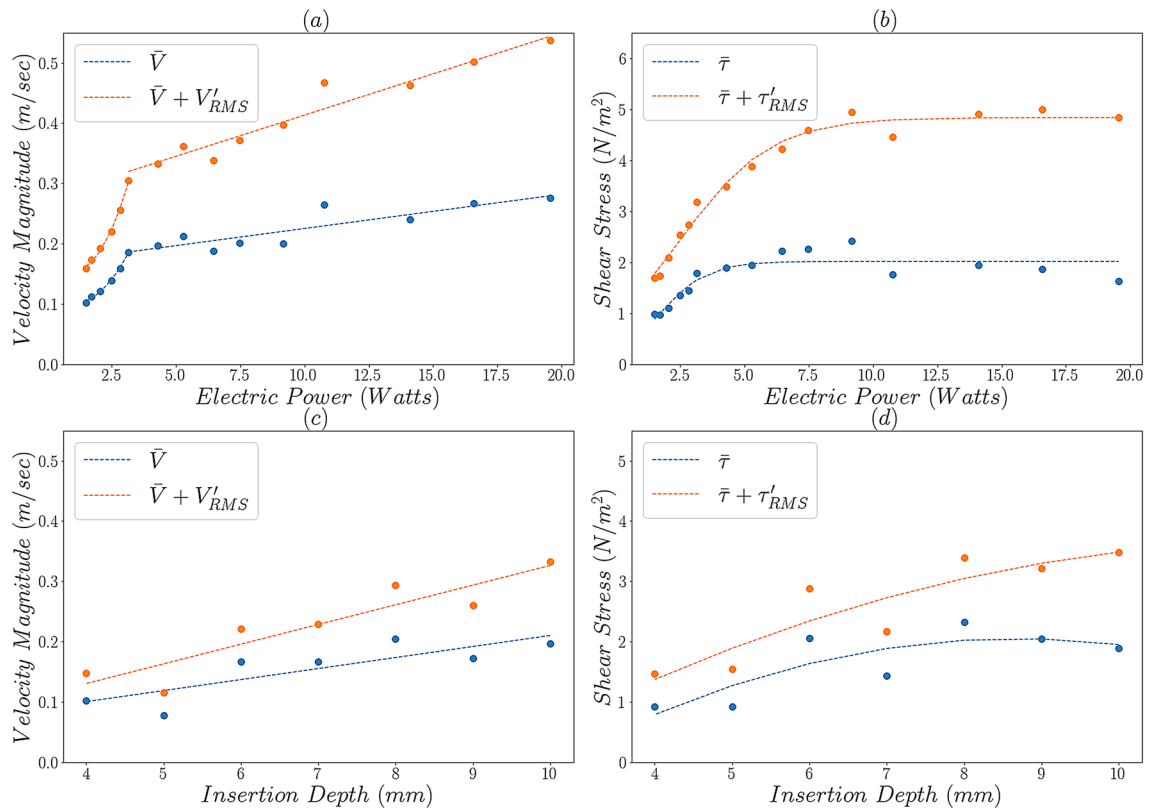 (a)
Velocity Magnitude (m/sec)
V̄
V̄ + V′RMS
0.5
0.4
0.3
0.2
0.1
0.0
2.5 5.0 7.5 10.0 12.5 15.0 17.5 20.0
Electric Power (Watts)
(b)
Shear Stress (N/m²)
τ̄
τ̄ + τ′RMS
6
5
4
3
2
1
0
2.5 5.0 7.5 10.0 12.5 15.0 17.5 20.0
Electric Power (Watts)
(c)
Velocity Magnitude (m/sec)
V̄
V̄ + V′RMS
0.5
0.4
0.3
0.2
0.1
0.0
4 5 6 7 8 9 10
Insertion Depth (mm)
(d)
Shear Stress (N/m²)
τ̄
τ̄ + τ′RMS
5
4
3
2
1
0
4 5 6 7 8 9 10
Insertion Depth (mm)